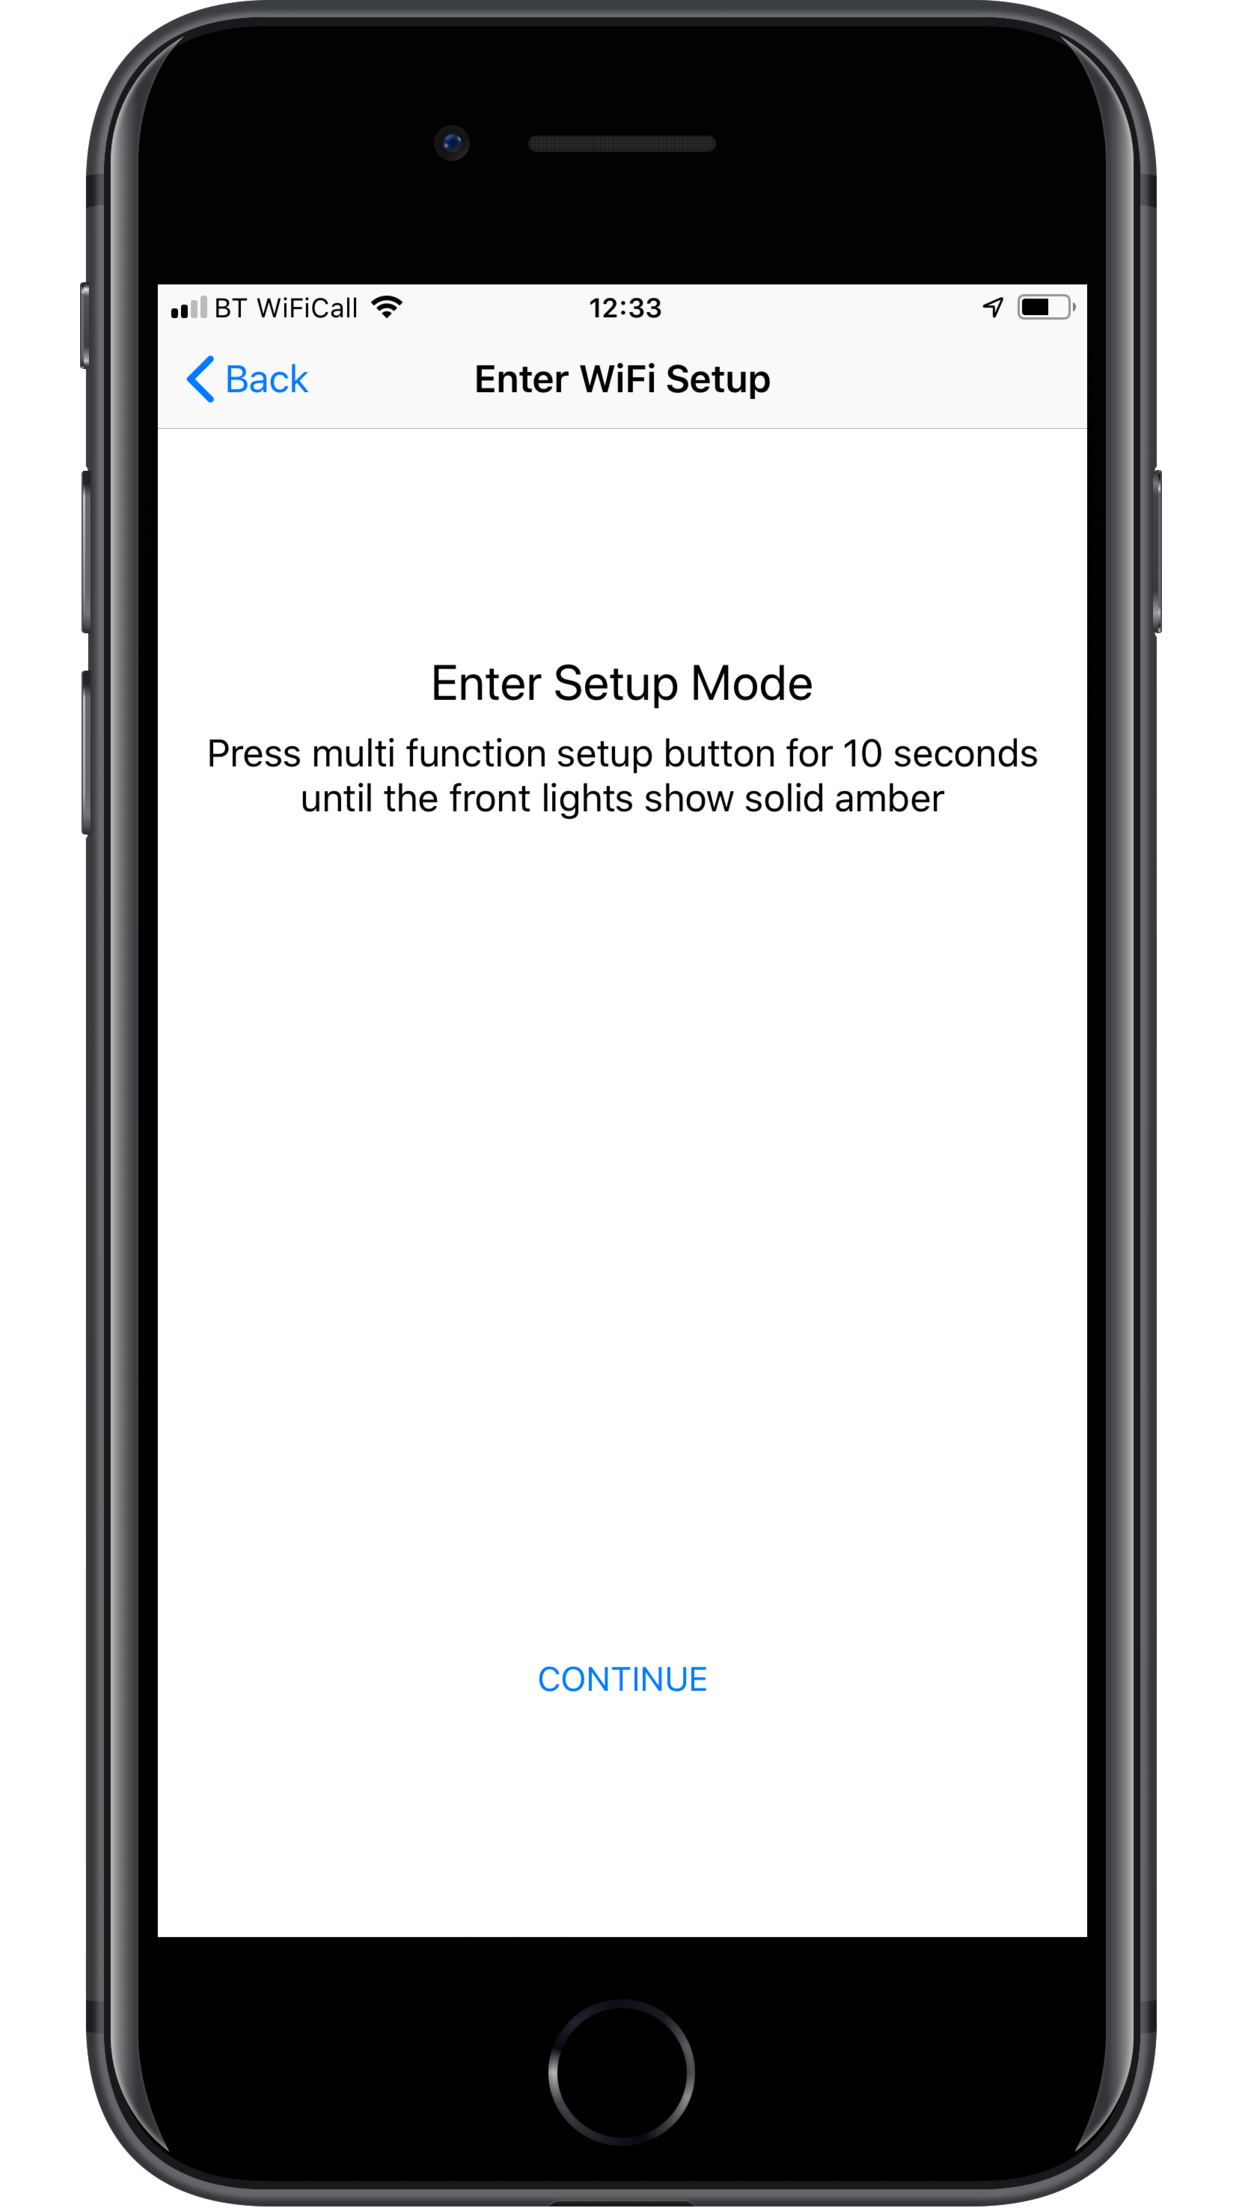 BT WiFiCall 12:33
Back Enter WiFi Setup
Enter Setup Mode
Press multi function setup button for 10 seconds
until the front lights show solid amber
CONTINUE